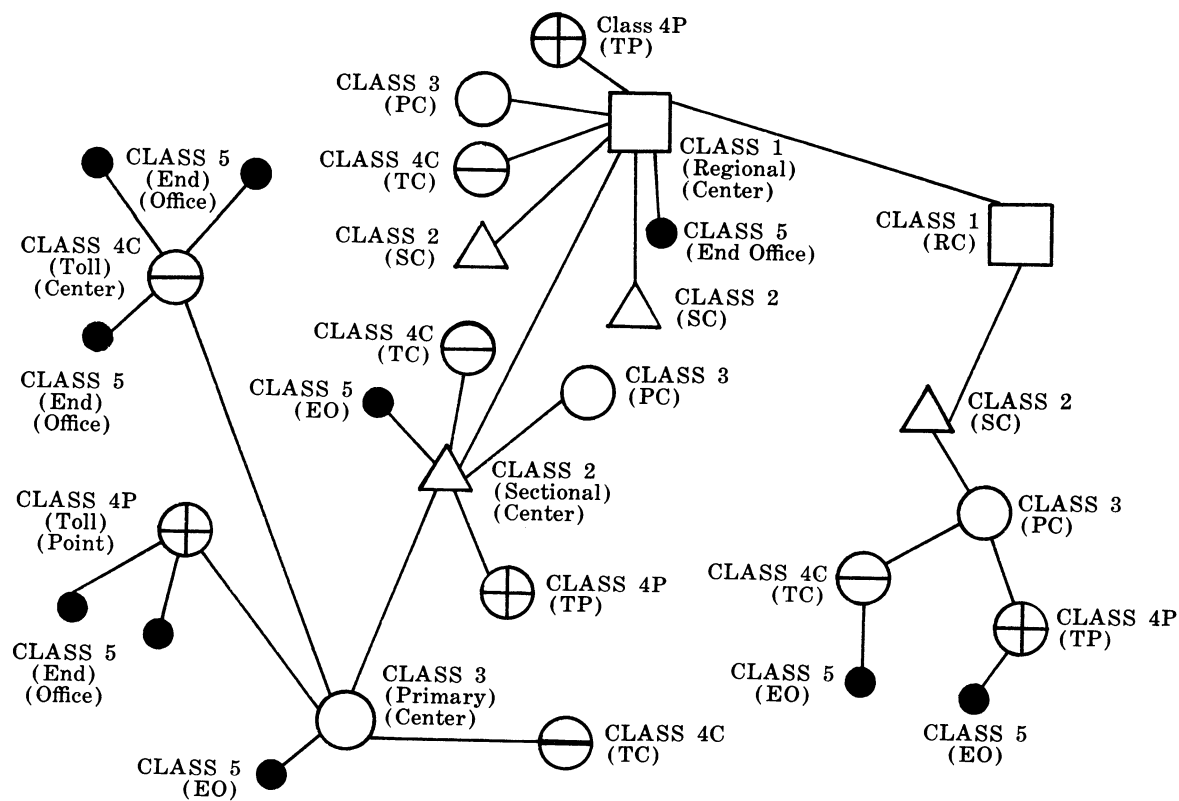 Class 4P
(TP)
CLASS 3
(PC)
CLASS 4C
(TC)
CLASS 1
(Regional)
(Center)
CLASS 5
(End)
(Office)
CLASS 2
(SC)
CLASS 5
(End Office)
CLASS 1
(RC)
CLASS 4C
(Toll)
(Center)
CLASS 2
(SC)
CLASS 4C
(TC)
CLASS 5
(End)
(Office)
CLASS 5
(EO)
CLASS 3
(PC)
CLASS 2
(SC)
CLASS 2
(Sectional)
(Center)
CLASS 4P
(Toll)
(Point)
CLASS 3
(PC)
CLASS 4C
(TC)
CLASS 4P
(TP)
CLASS 4P
(TP)
CLASS 5
(End)
(Office)
CLASS 3
(Primary)
(Center)
CLASS 5
(EO)
CLASS 4C
(TC)
CLASS 5
(EO)
CLASS 5
(EO)